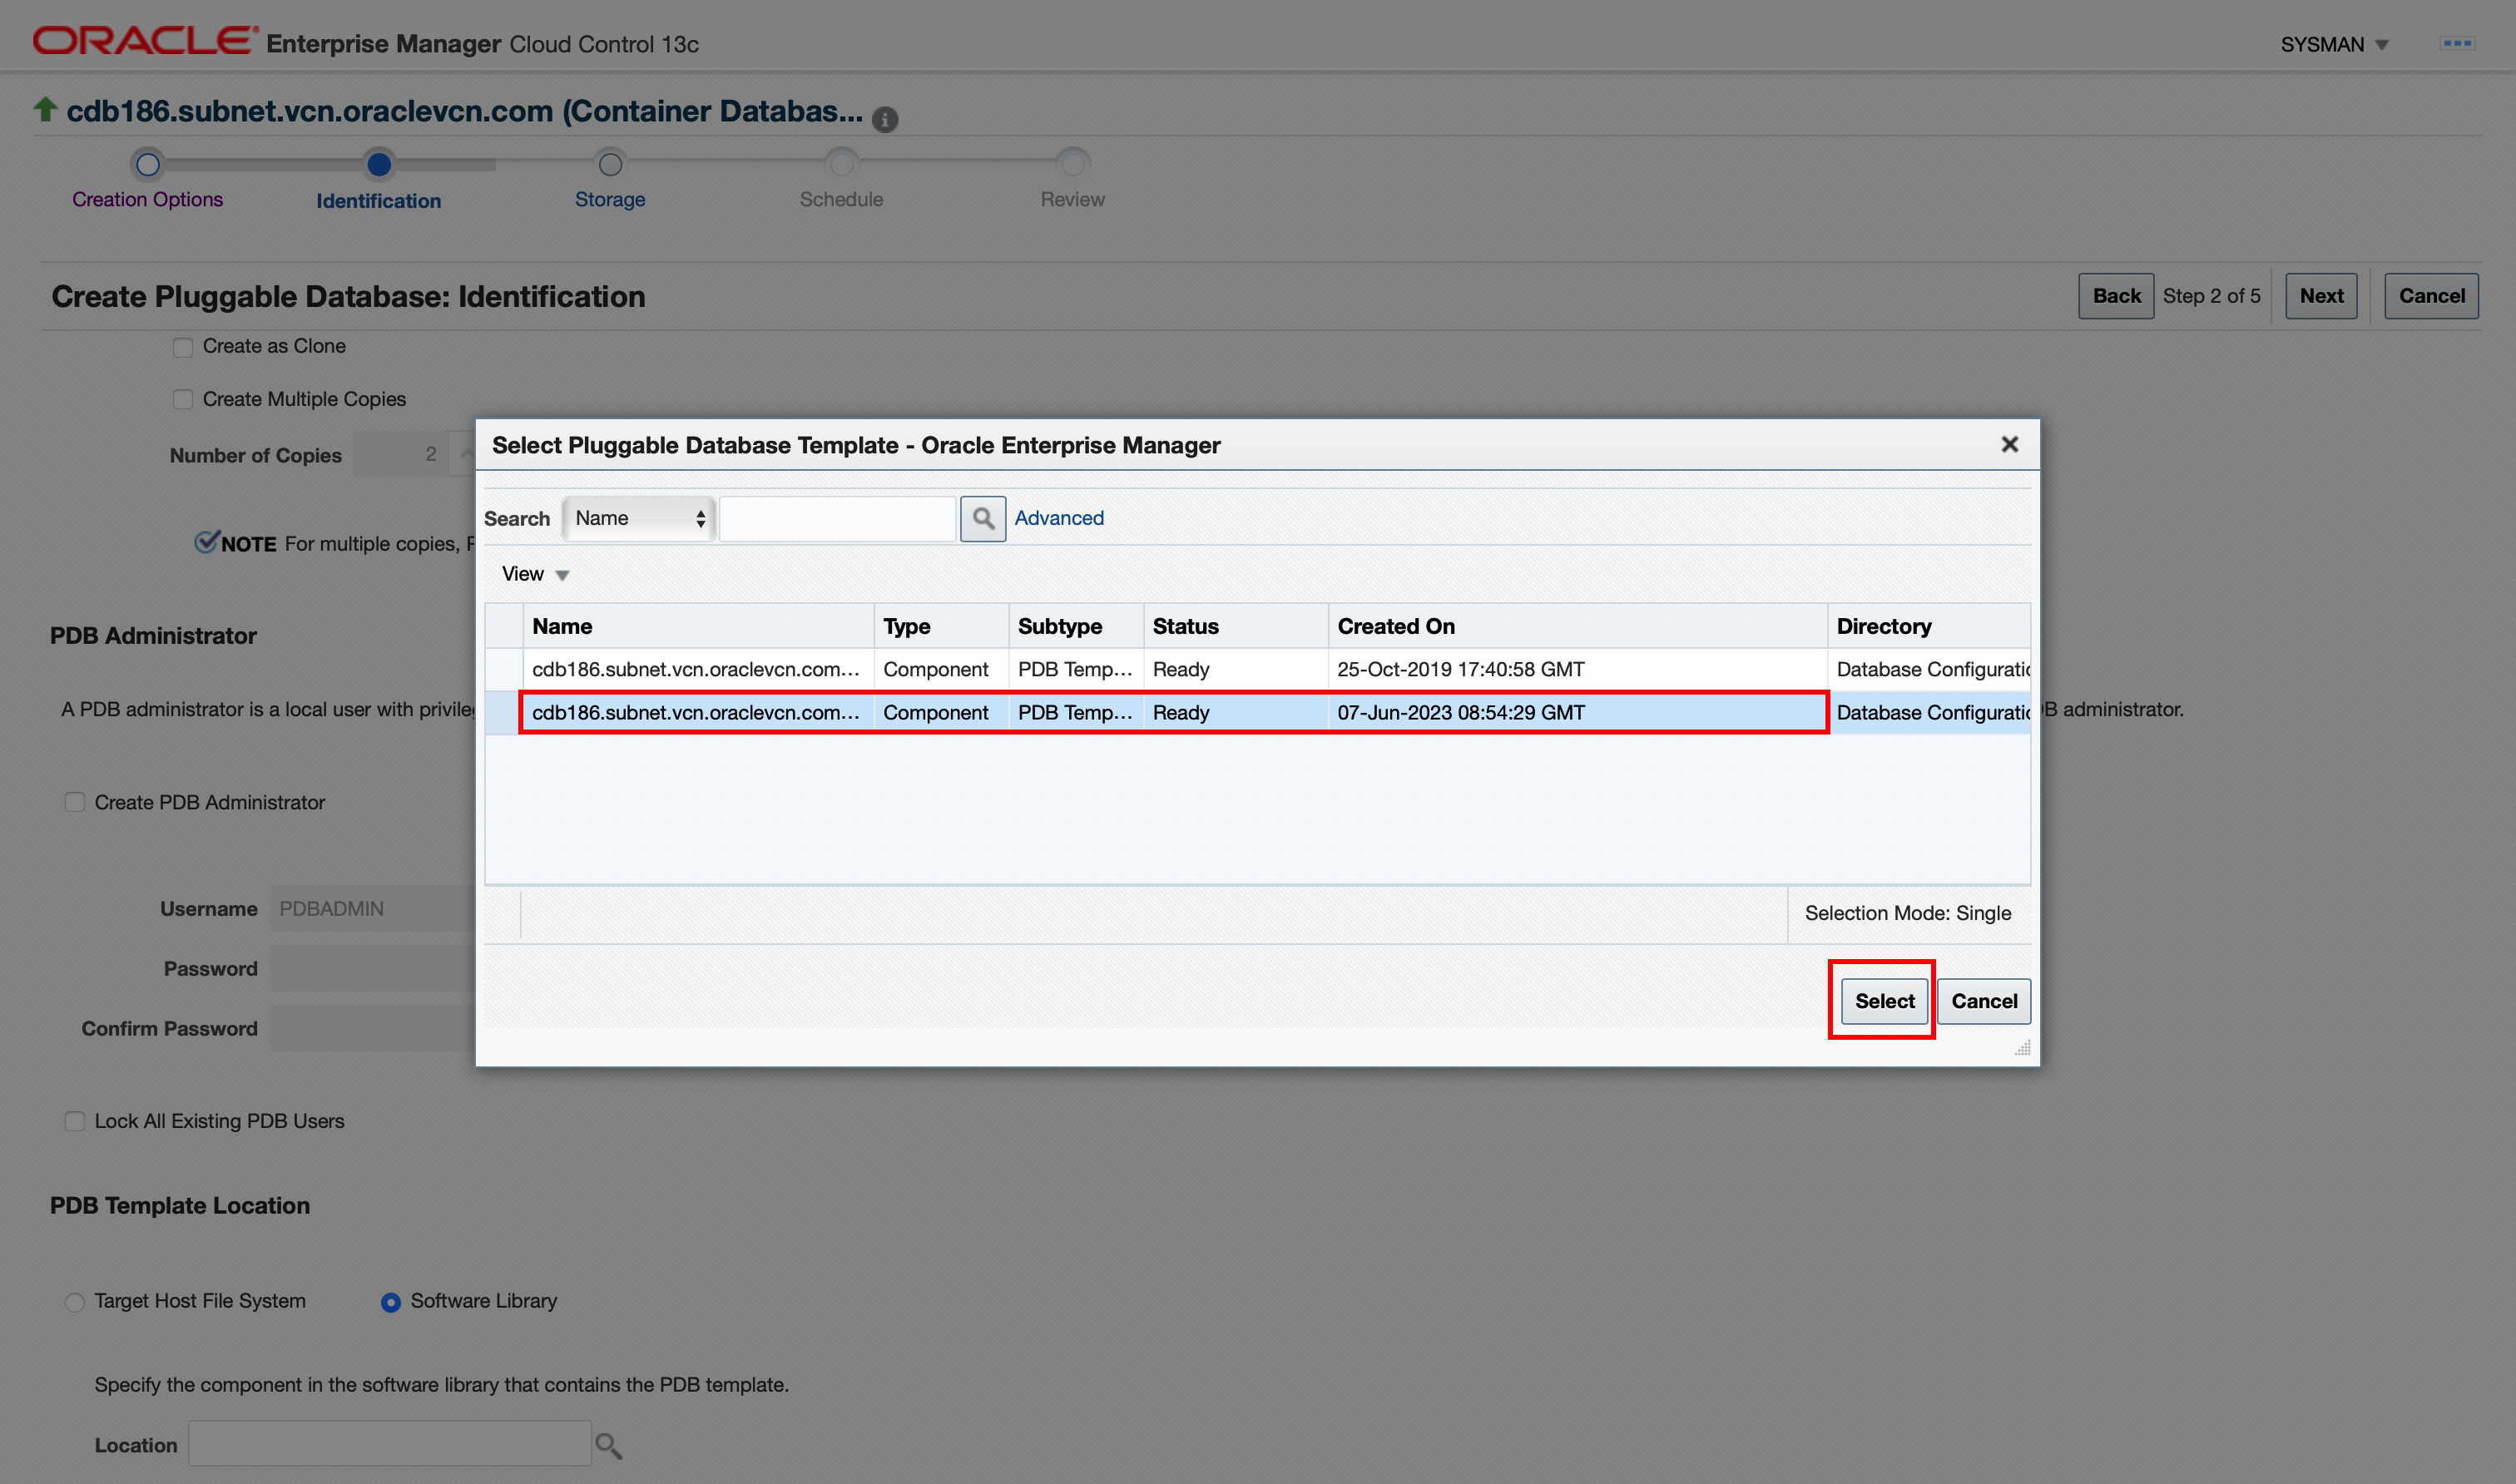 ORACLE Enterprise Manager Cloud Control 13c
SYSMAN
cdb186.subnet.vcn.oraclevcn.com (Container Databas...
Creation Options
Identification
Storage
Schedule
Review
Create Pluggable Database: Identification
Back Step 2 of 5 Next Cancel
Create as Clone
Create Multiple Copies
Number of Copies 2
NOTE For multiple copies,
PDB Administrator
A PDB administrator is a local user with
administrator.
Create PDB Administrator
Username PDBADMIN
Password
Confirm Password
Lock All Existing PDB Users
PDB Template Location
Target Host File System Software Library
Specify the component in the software library that contains the PDB template.
Location
Select Pluggable Database Template - Oracle Enterprise Manager
Search Name Advanced
View
Name Type Subtype Status Created On Directory
cdb186.subnet.vcn.oraclevcn.com... Component PDB Temp... Ready 25-Oct-2019 17:40:58 GMT Database
cdb186.subnet.vcn.oraclevcn.com... Component PDB Temp... Ready 07-Jun-2023 08:54:29 GMT Database
Selection Mode: Single
Select Cancel